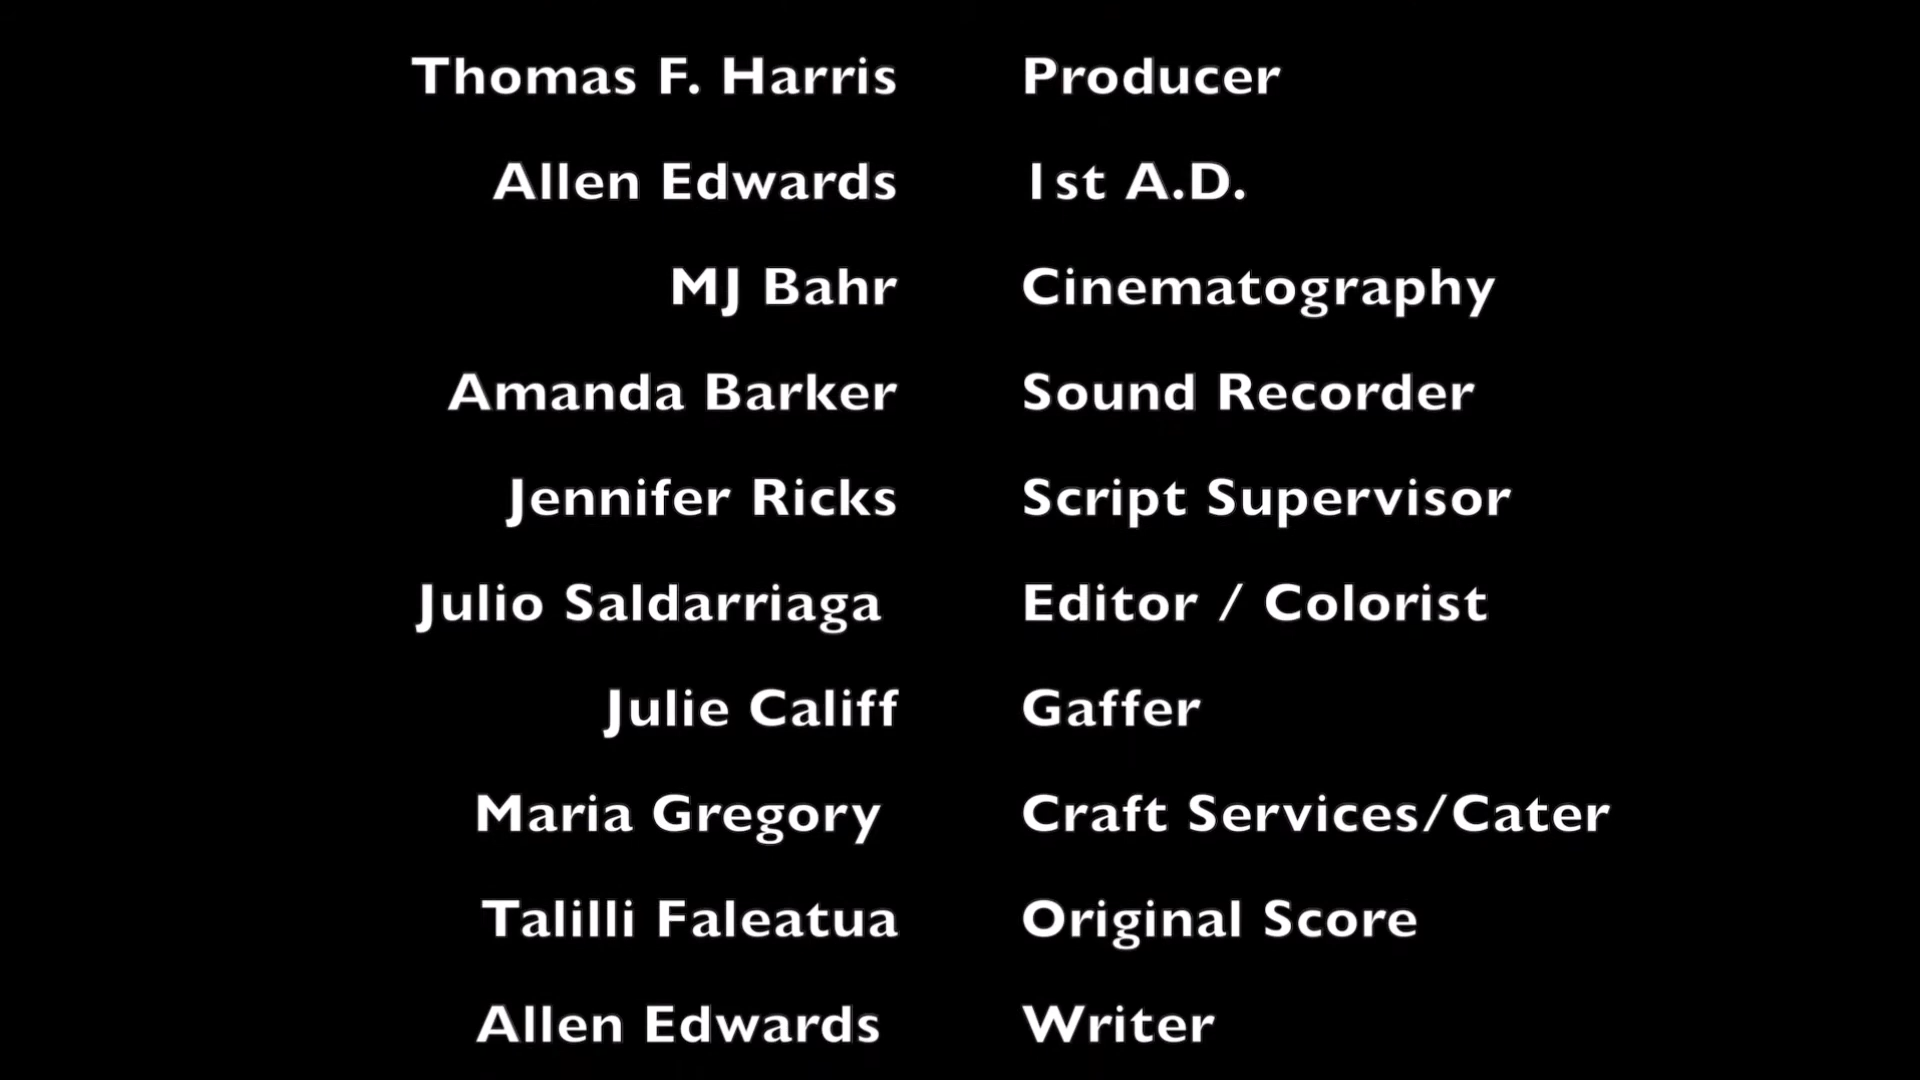 Thomas F. Harris Producer
Allen Edwards 1st A.D.
MJ Bahr Cinematography
Amanda Barker Sound Recorder
Jennifer Ricks Script Supervisor
Julio Saldarriaga Editor / Colorist
Julie Califf Gaffer
Maria Gregory Craft Services/Cater
Talilli Faleatua Original Score
Allen Edwards Writer